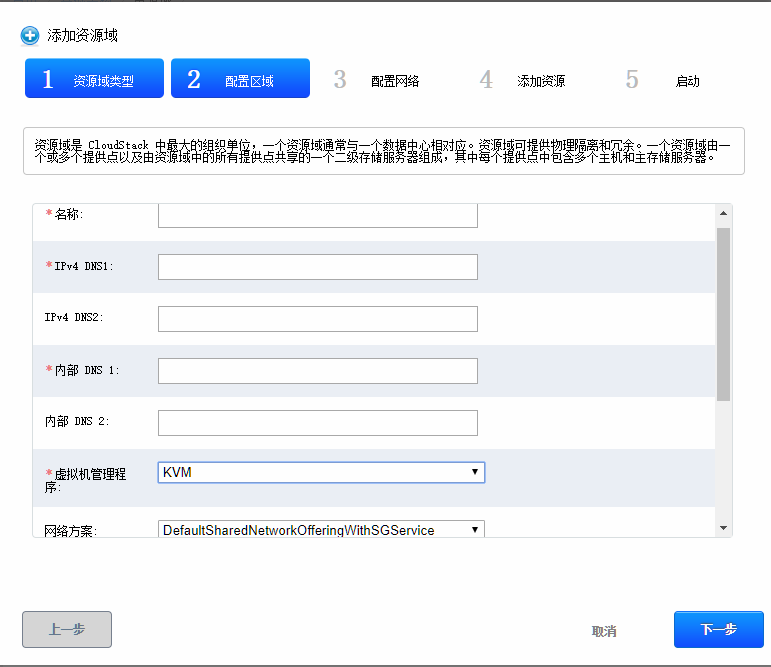 添加资源域
1 资源域类型 2 配置区域 3 配置网络 4 添加资源 5 启动
资源域是 CloudStack 中最大的组织单位，一个资源域通常与一个数据中心相对应。资源域可提供物理隔离和冗余。一个资源域由一
个或多个提供点以及由资源域中的所有提供点共享的一个二级存储服务器组成，其中每个提供点中包含多个主机和主存储服务器。
*名称:
*IPv4 DNS1:
IPv4 DNS2:
*内部 DNS 1:
内部 DNS 2:
*虚拟机管理程 KVM
序:
网络方案: DefaultSharedNetworkOfferingWithSGService
上一步 取消 下一步